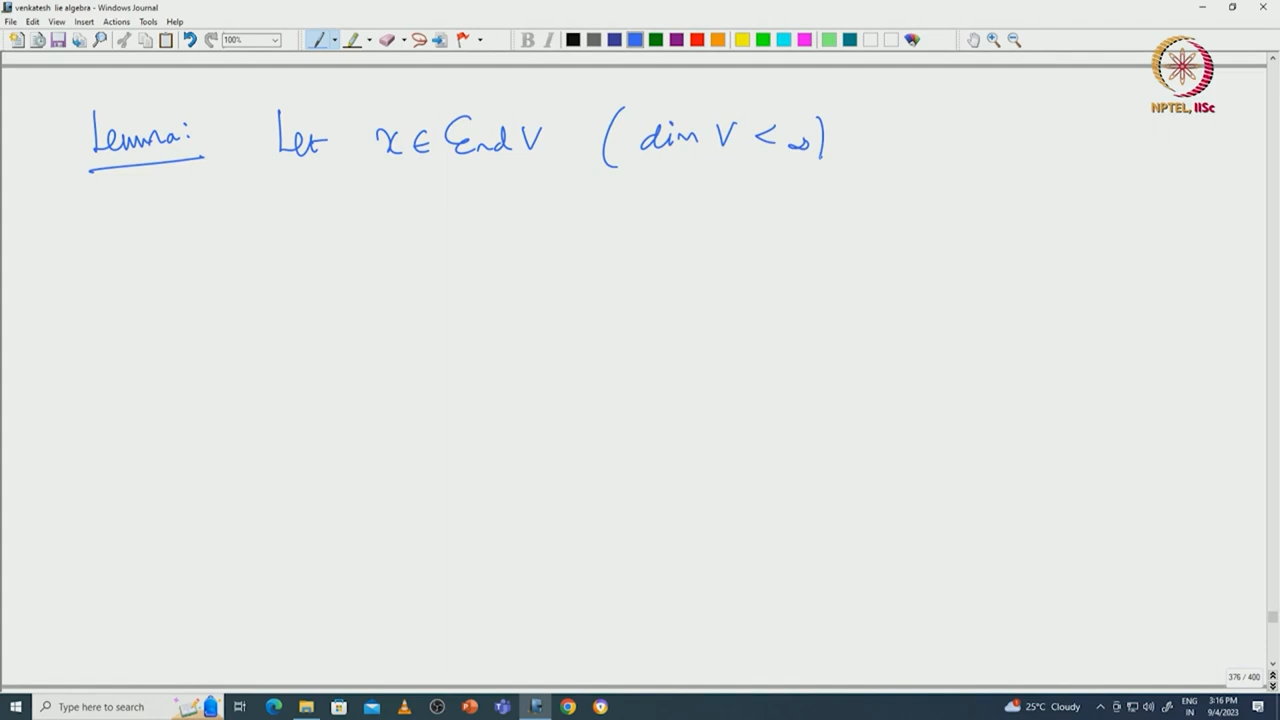 venkatesh lie algebra - Windows Journal
File Edit View Insert Actions Tools Help
100%
B I
NPTEL, IISc
Lemma: Let x ∈ End V (dim V < ∞)
376 / 400
Type here to search
25°C Cloudy
ENG
IN
3:16 PM
9/4/2023